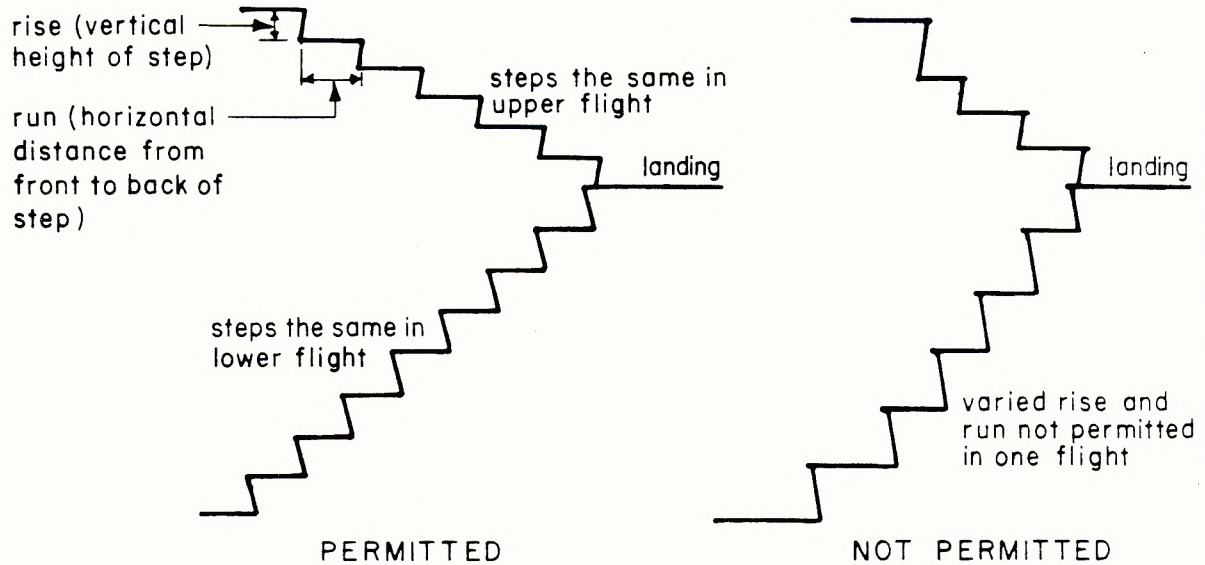 rise (vertical
height of step)
run (horizontal
distance from
front to back of
step)
steps the same in
upper flight
landing
steps the same in
lower flight
PERMITTED
landing
varied rise and
run not permitted
in one flight
NOT PERMITTED